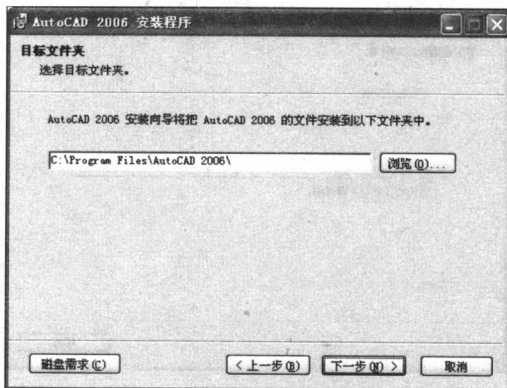 AutoCAD 2006 安装程序
目标文件夹
选择目标文件夹。
AutoCAD 2006 安装向导将把 AutoCAD 2006 的文件安装到以下文件夹中。
C:\Program Files\AutoCAD 2006\
浏览(O)...
磁盘需求(C)
<上一步(B)
下一步(N)>
取消